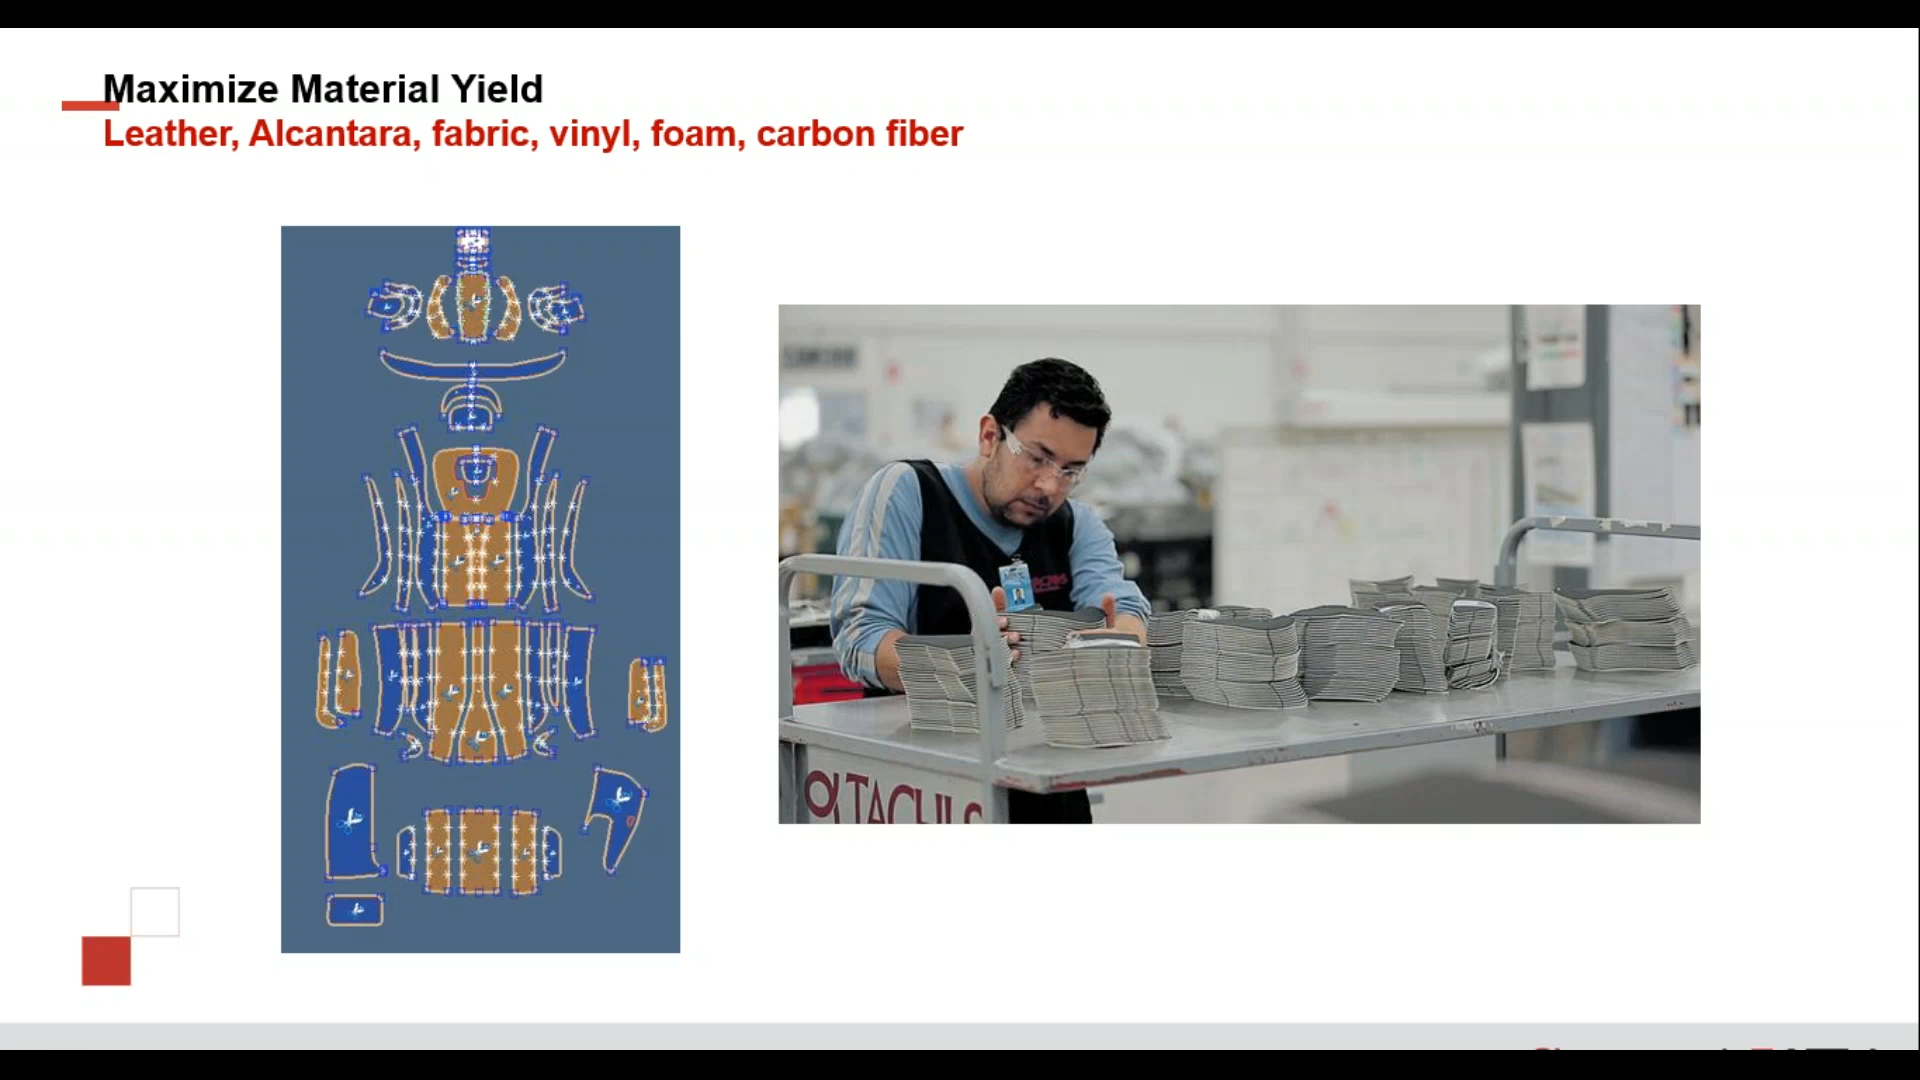 Maximize Material Yield
Leather, Alcantara, fabric, vinyl, foam, carbon fiber